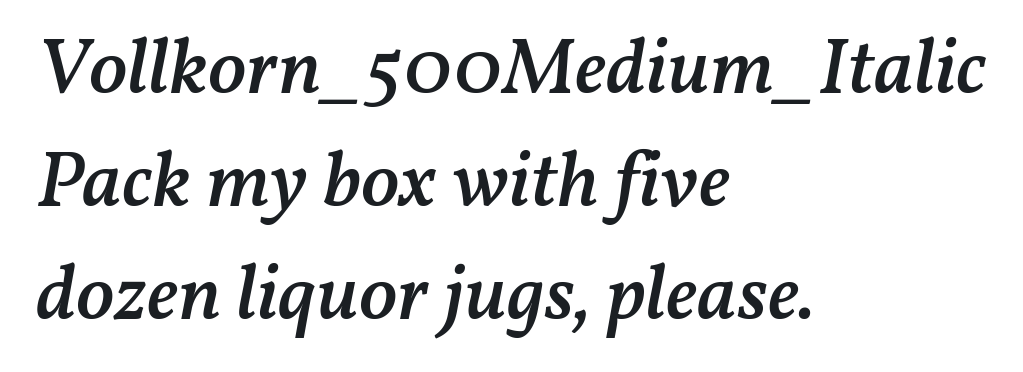 Vollkorn_500Medium_Italic
Pack my box with five
dozen liquor jugs, please.